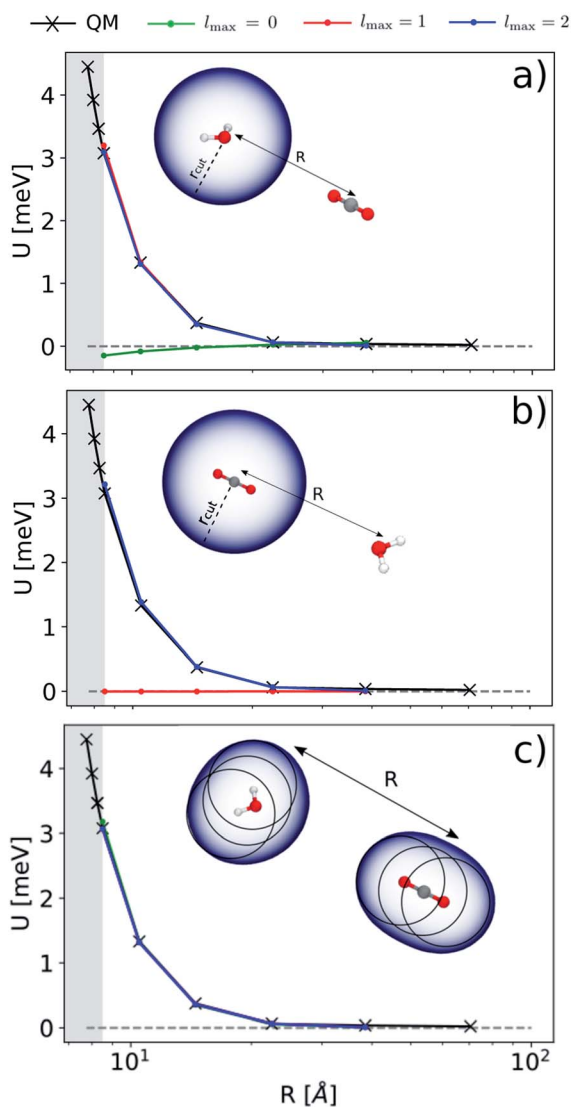 QM l_max = 0 l_max = 1 l_max = 2
a)
U [meV]
4
3
2
1
0
r_cut
R
b)
U [meV]
4
3
2
1
0
r_cut
R
c)
U [meV]
4
3
2
1
0
R
10^1 10^2
R [Å]